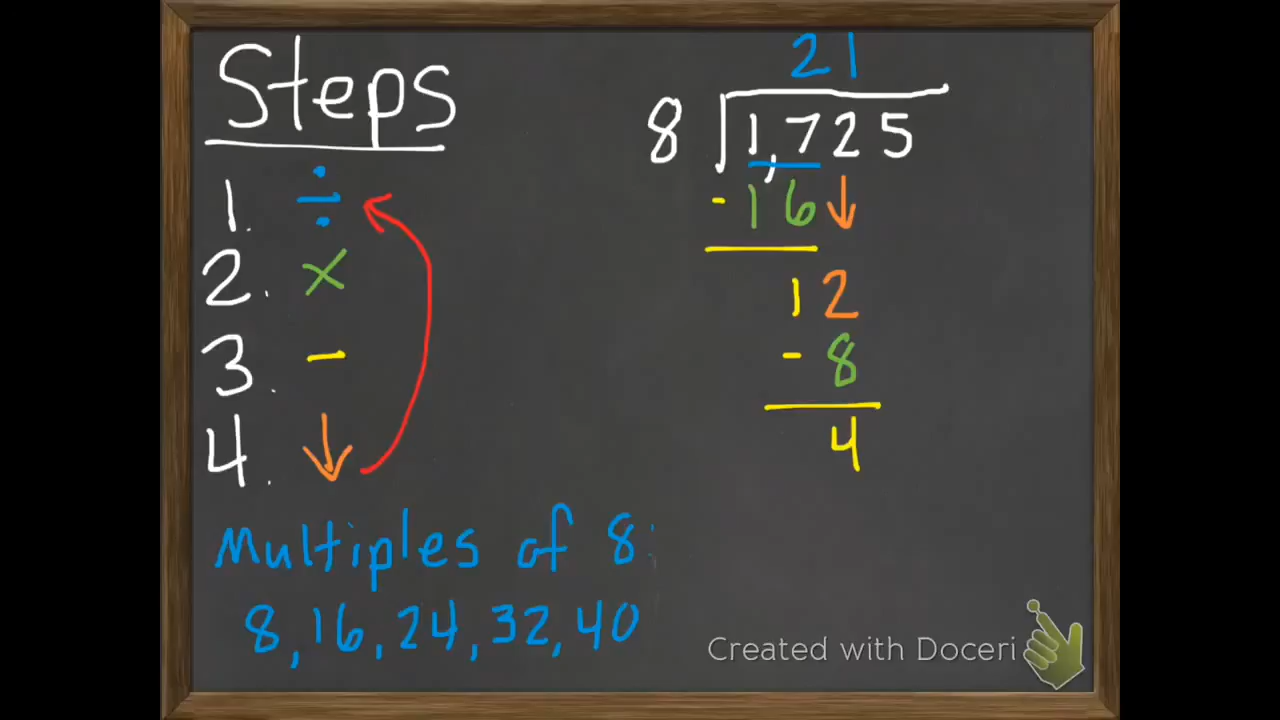 Steps
1. ÷
2. ×
3. -
4. ↓
Multiples of 8:
8, 16, 24, 32, 40
21
8 1,725
-16↓
12
-8
4
Created with Doceri